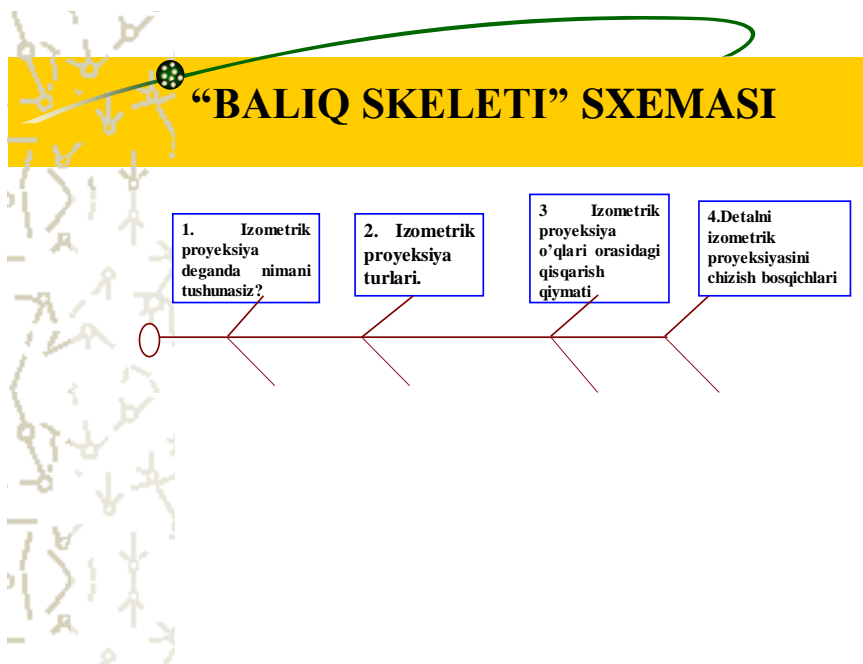 “BALIQ SKELETI” SXEMASI
1. Izometrik
proyeksiya
deganda nimani
tushunasiz?
2. Izometrik
proyeksiya
turlari.
3 Izometrik
proyeksiya
o’qlari orasidagi
qisqarish
qiymati
4.Detalni
izometrik
proyeksiyasini
chizish bosqichlari